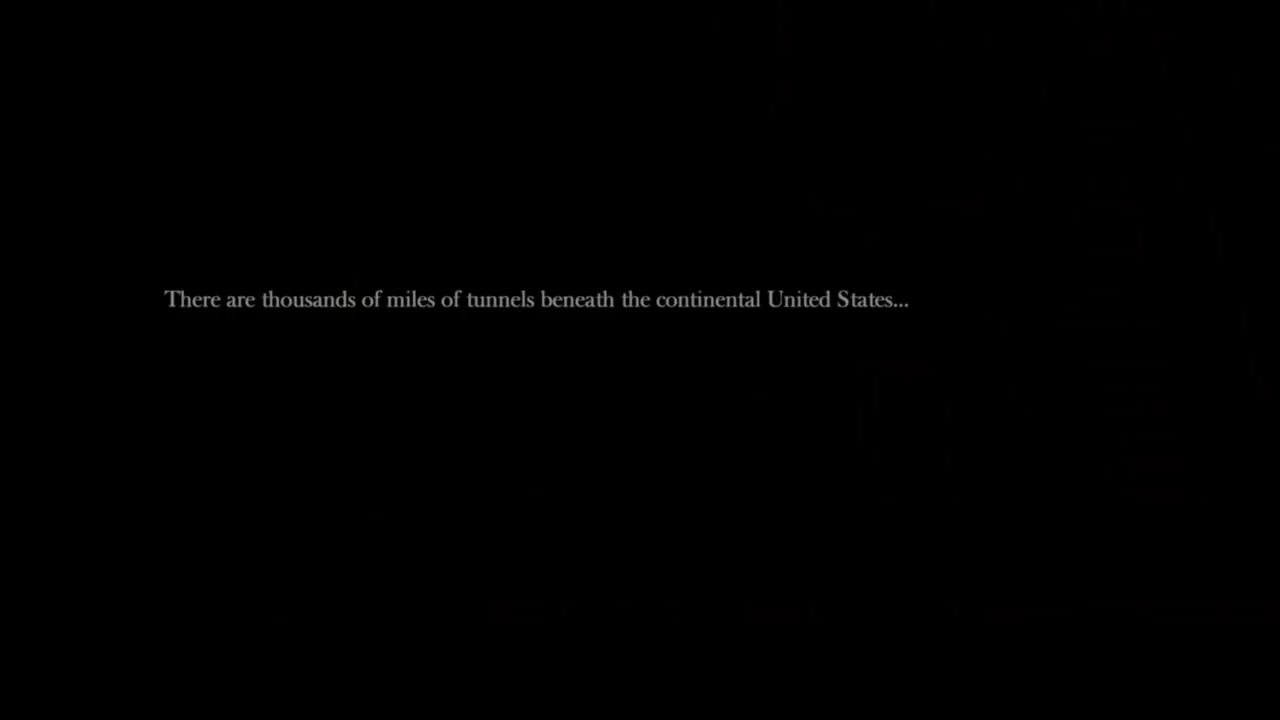 There are thousands of miles of tunnels beneath the continental United States...